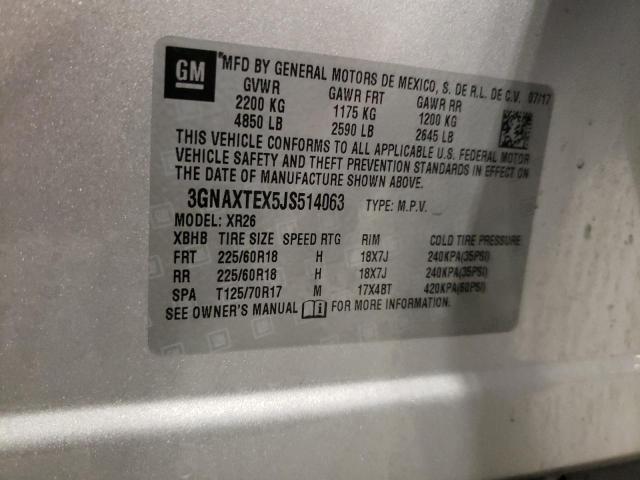 GM
MFD BY GENERAL MOTORS DE MEXICO, S. DE R.L. DE C.V. 07/17
GVWR GAWR FRT GAWR RR
2200 KG 1175 KG 1200 KG
4850 LB 2590 LB 2645 LB
THIS VEHICLE CONFORMS TO ALL APPLICABLE U.S. FEDERAL MOTOR
VEHICLE SAFETY AND THEFT PREVENTION STANDARDS IN EFFECT ON
THE DATE OF MANUFACTURE SHOWN ABOVE.
3GNAXTEX5JS514063 TYPE: M.P.V.
MODEL: XR26
XBHB TIRE SIZE SPEED RTG RIM COLD TIRE PRESSURE
FRT 225/60R18 H 18X7J 240KPA(35PSI)
RR 225/60R18 H 18X7J 240KPA(35PSI)
SPA T125/70R17 M 17X4BT 420KPA(60PSI)
SEE OWNER'S MANUAL FOR MORE INFORMATION.